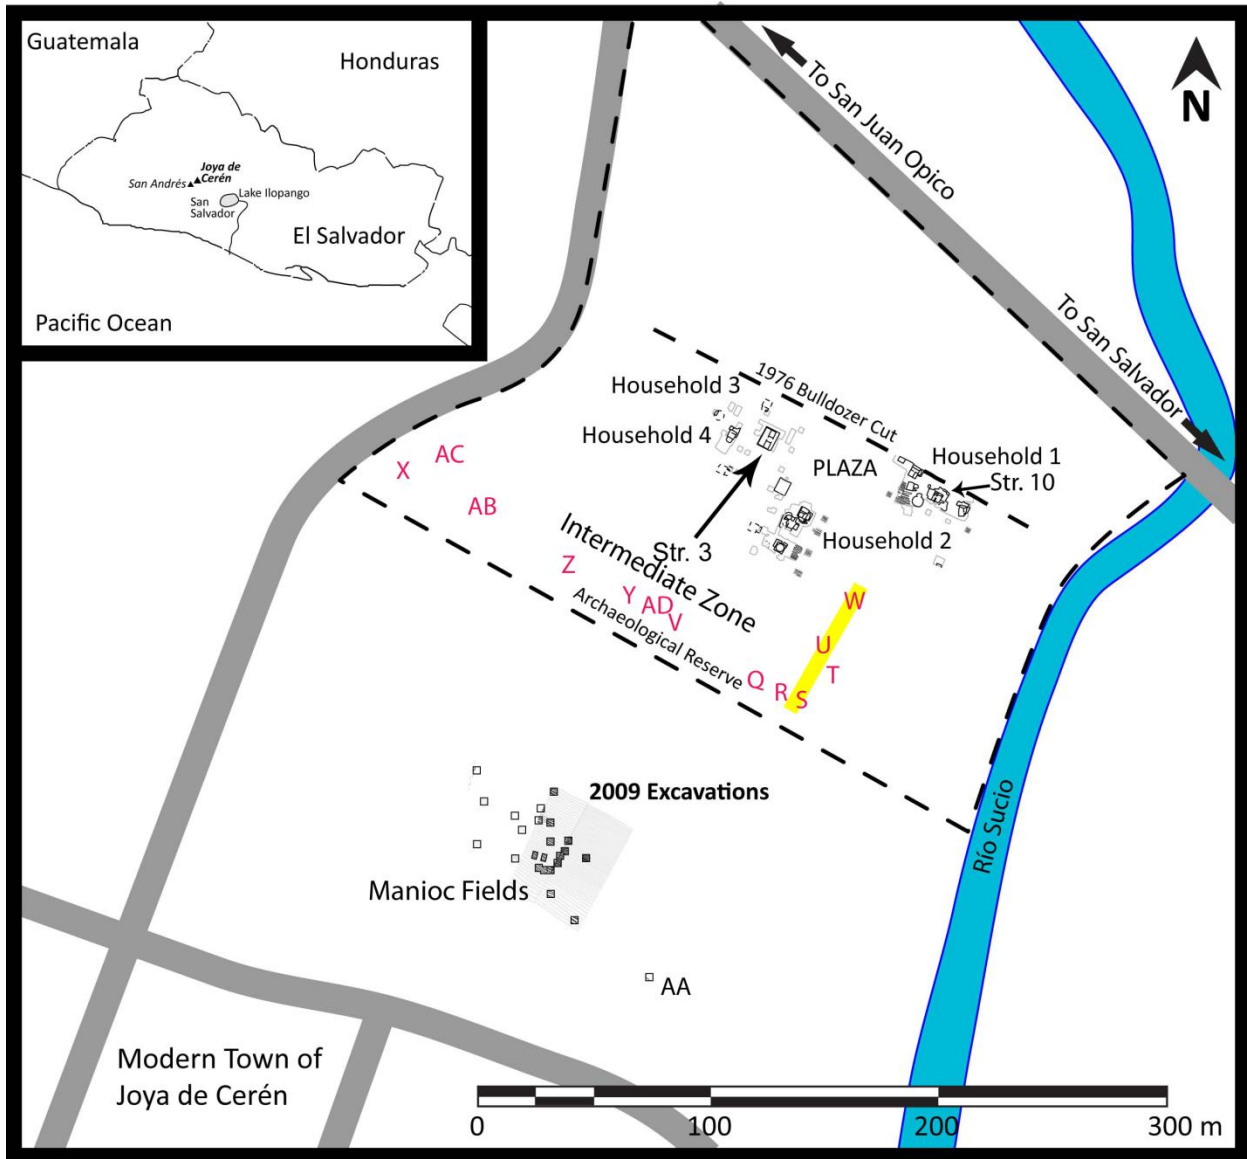 Guatemala
Honduras
Joya de
Cerén
San Andrés
Lake Ilopango
San
Salvador
El Salvador
Pacific Ocean
N
To San Juan Opico
To San Salvador
1976 Bulldozer Cut
Household 3
Household 4
PLAZA
Household 1
Str. 10
Str. 3
Household 2
AC
X
AB
Intermediate Zone
Z
Y
AD
V
Archaeological Reserve
W
U
T
Q
R
S
Río Sucio
2009 Excavations
Manioc Fields
AA
Modern Town of
Joya de Cerén
0
100
200
300 m